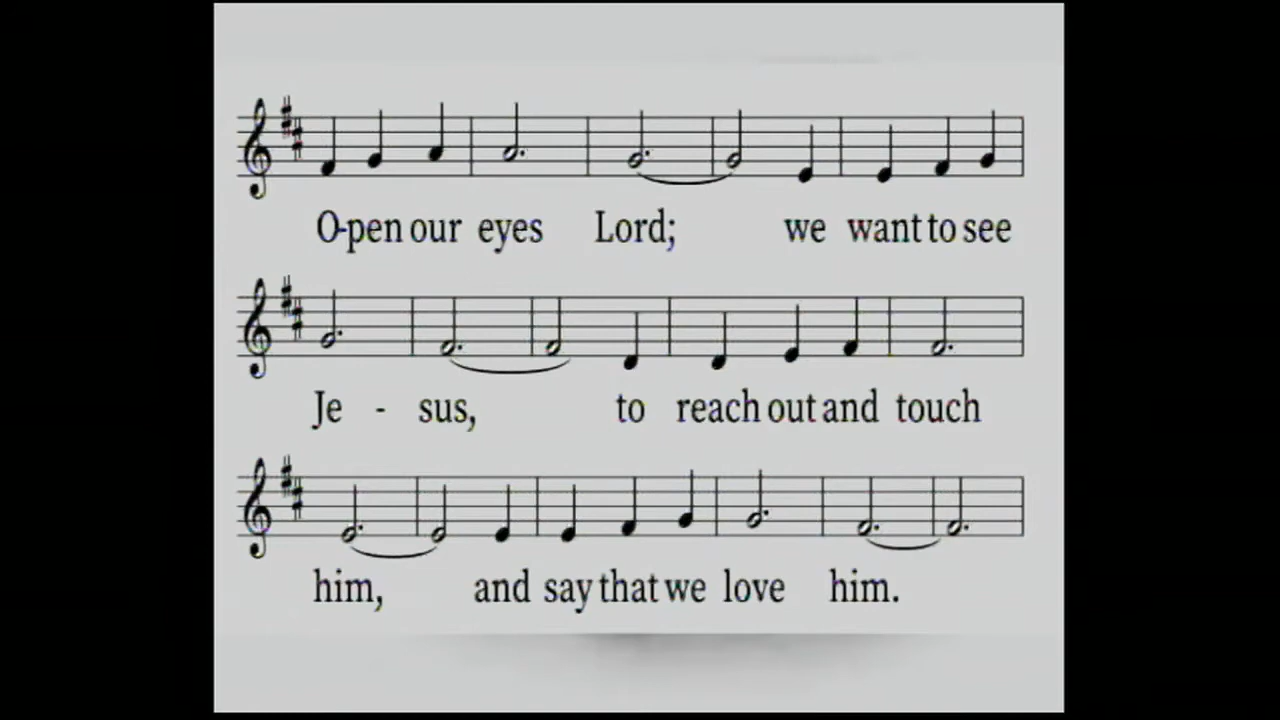 O-pen our eyes Lord; we want to see
Je - sus, to reach out and touch
him, and say that we love him.